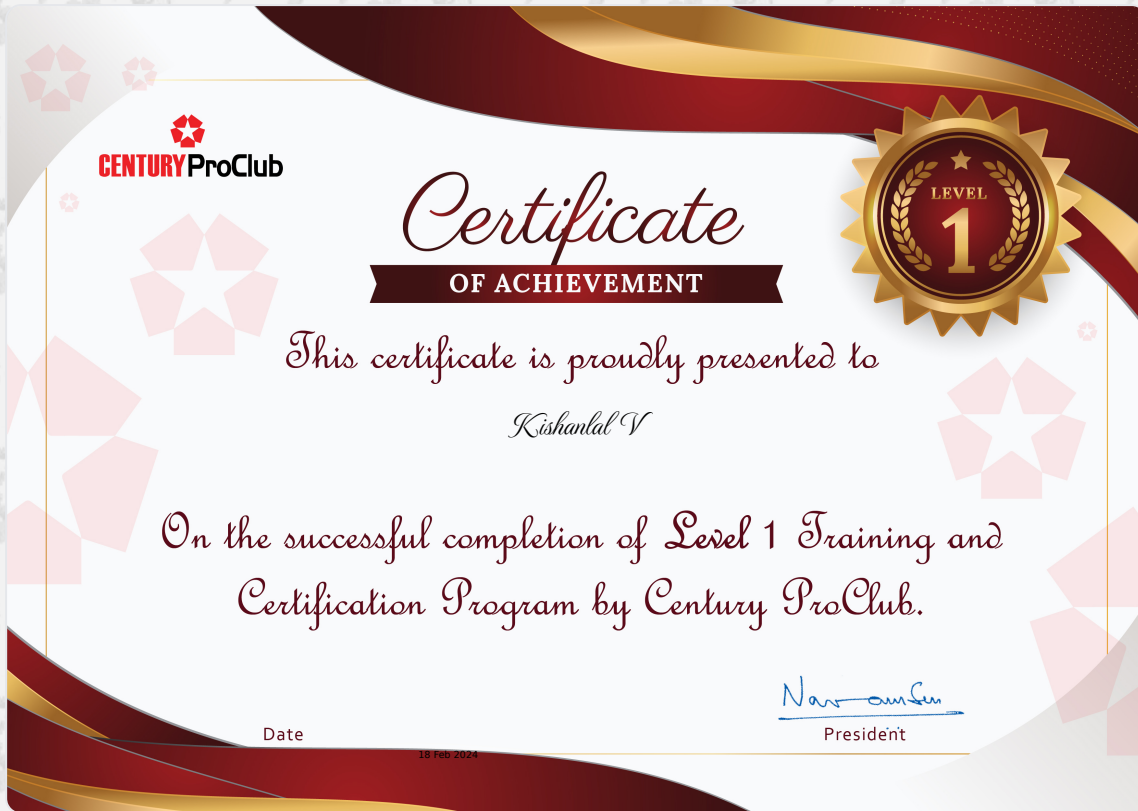 CENTURY ProClub
LEVEL
1
Certificate
OF ACHIEVEMENT
This certificate is proudly presented to
Kishanlal V
On the successful completion of Level 1 Training and
Certification Program by Century ProClub.
Date
18 Feb 2024
President